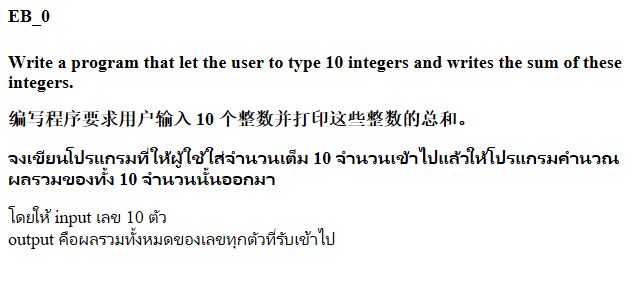 EB_0
Write a program that let the user to type 10 integers and writes the sum of these
integers.
编写程序要求用户输入 10 个整数并打印这些整数的总和。
จงเขียนโปรแกรมที่ให้ผู้ใช้ใส่จำนวนเต็ม 10 จำนวนเข้าไปแล้วให้โปรแกรมคำนวณ
ผลรวมของทั้ง 10 จำนวนนั้นออกมา
โดยให้ input เลข 10 ตัว
output คือผลรวมทั้งหมดของเลขทุกตัวที่รับเข้าไป